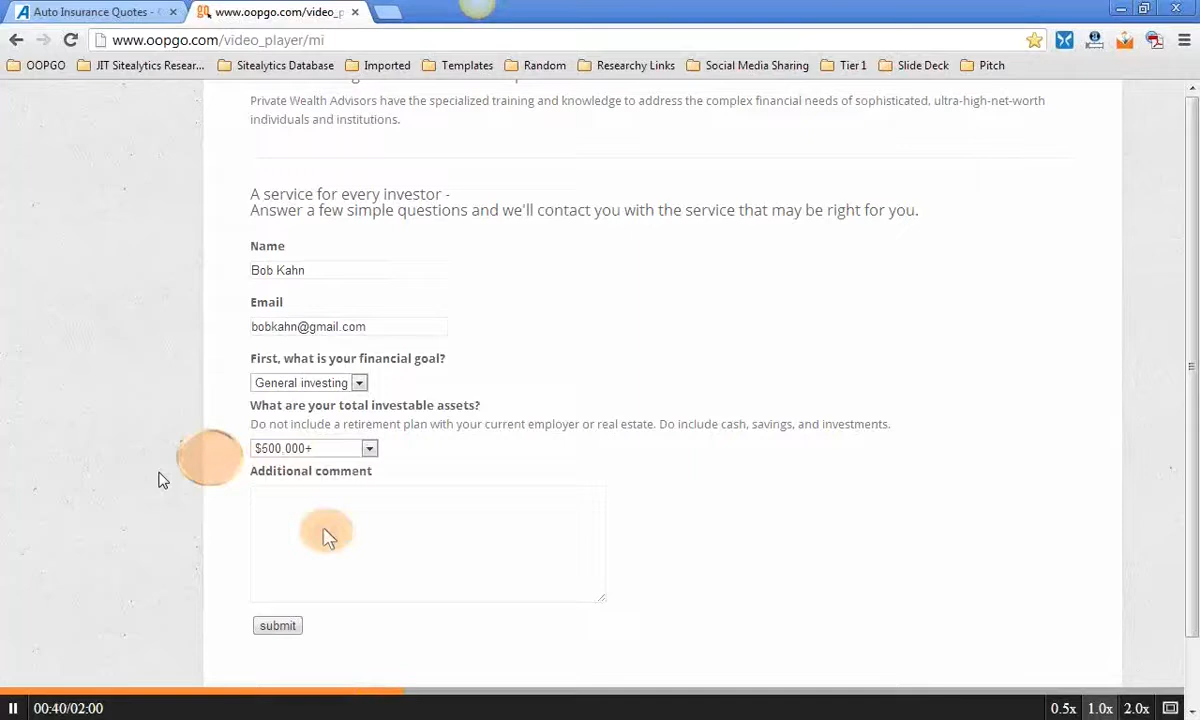 Auto Insurance Quotes -
www.oopgo.com/video_p
www.oopgo.com/video_player/mi
OOPGO
JIT Sitealytics Resear...
Sitealytics Database
Imported
Templates
Random
Researchy Links
Social Media Sharing
Tier1
Slide Deck
Pitch
Private Wealth Advisors have the specialized training and knowledge to address the complex financial needs of sophisticated, ultra-high-net-worth
individuals and institutions.
A service for every investor -
Answer a few simple questions and we'll contact you with the service that may be right for you.
Name
Bob Kahn
Email
bobkahn@gmail.com
First, what is your financial goal?
General investing
What are your total investable assets?
Do not include a retirement plan with your current employer or real estate. Do include cash, savings, and investments.
$500,000+
Additional comment
submit
00:40/02:00
0.5x
1.0x
2.0x